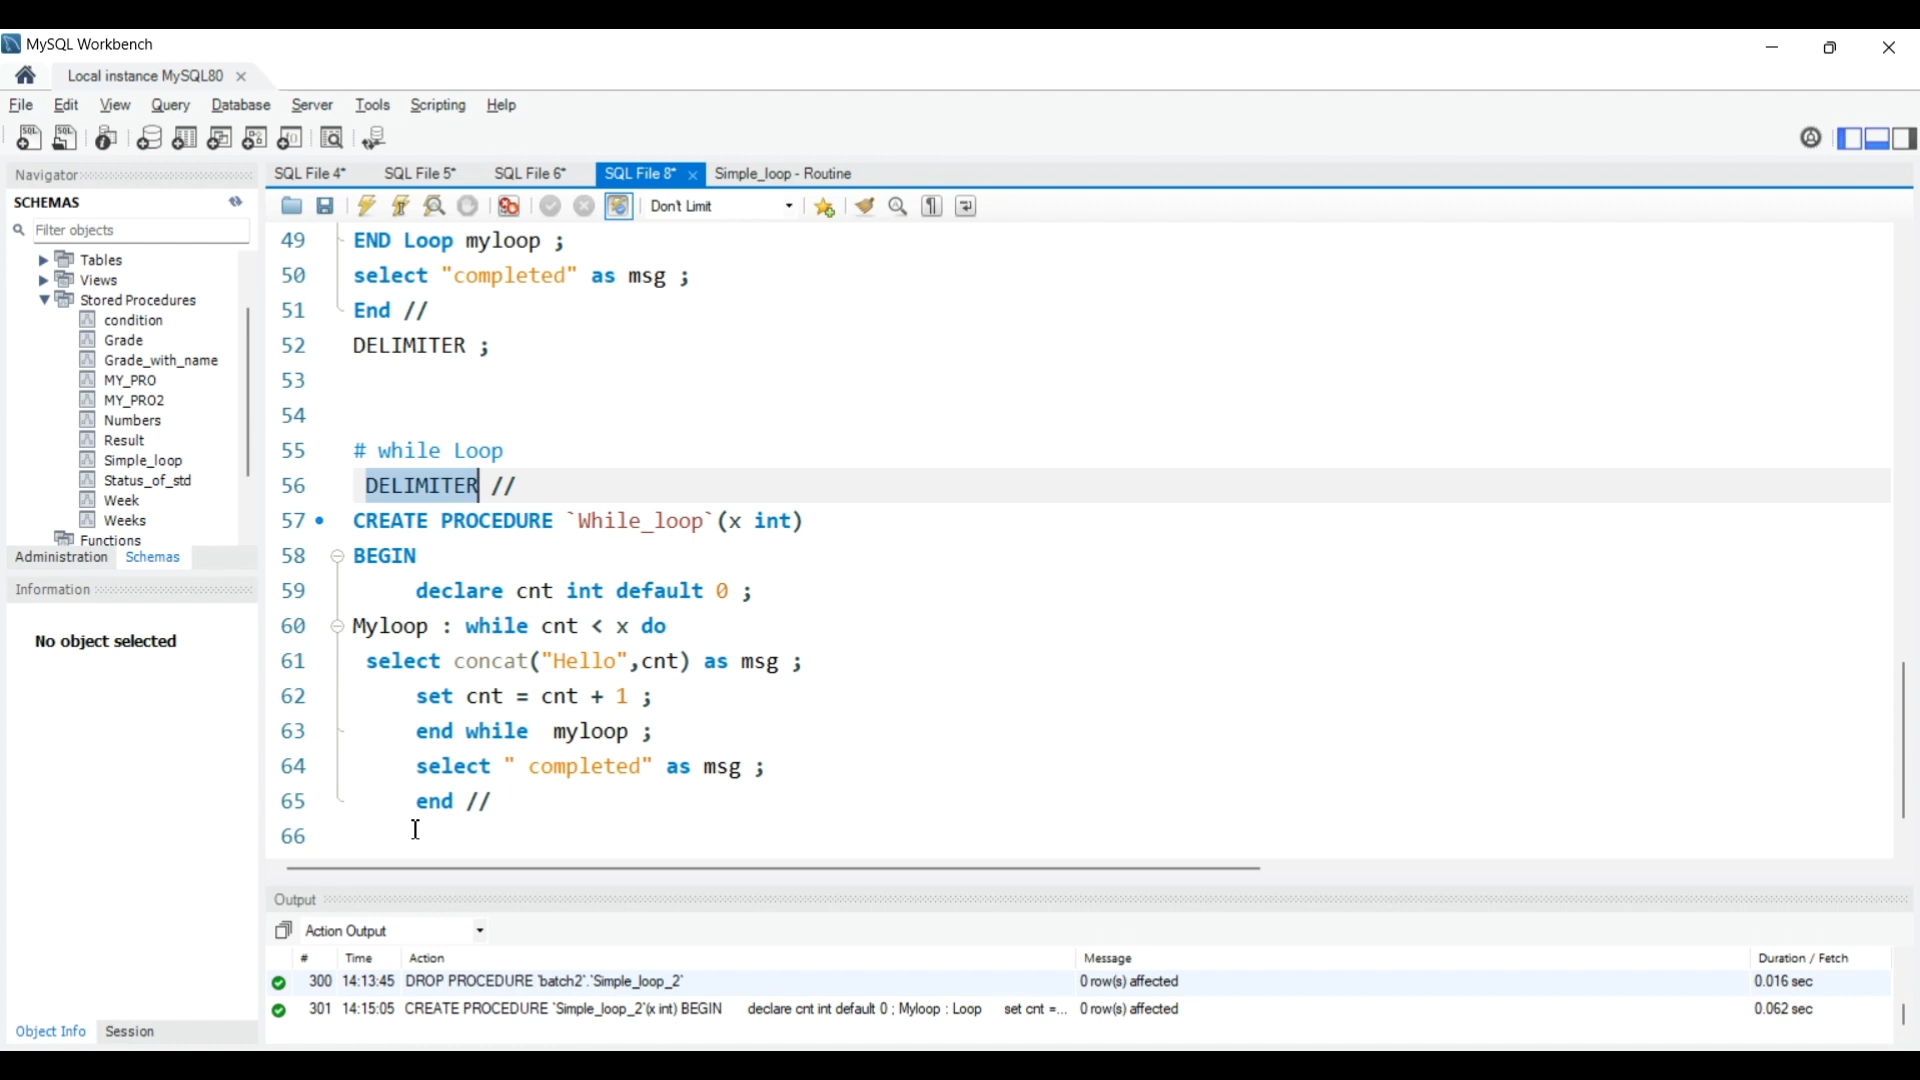 MySQL Workbench
Local instance MySQL80
File Edit View Query Database Server Tools Scripting Help
Navigator
SCHEMAS
Filter objects
Tables
Views
Stored Procedures
condition
Grade
Grade_with_name
MY_PRO
MY_PRO2
Numbers
Result
Simple_loop
Status_of_std
Week
Weeks
Functions
Administration Schemas
Information
No object selected
Object Info Session
SQL File 4* SQL File 5* SQL File 6* SQL File 8* Simple_loop - Routine
Don't Limit
49 END Loop myloop ;
50 select "completed" as msg ;
51 End //
52 DELIMITER ;
53
54
55 # while Loop
56 DELIMITER //
57 CREATE PROCEDURE `While_loop`(x int)
58 BEGIN
59 declare cnt int default 0 ;
60 Myloop : while cnt < x do
61 select concat("Hello",cnt) as msg ;
62 set cnt = cnt + 1 ;
63 end while myloop ;
64 select " completed" as msg ;
65 end //
66
Output
Action Output
# Time Action Message Duration / Fetch
300 14:13:45 DROP PROCEDURE `batch2`.`Simple_loop_2` 0 row(s) affected 0.016 sec
301 14:15:05 CREATE PROCEDURE `Simple_loop_2`(x int) BEGIN declare cnt int default 0 ; Myloop : Loop set cnt =... 0 row(s) affected 0.062 sec